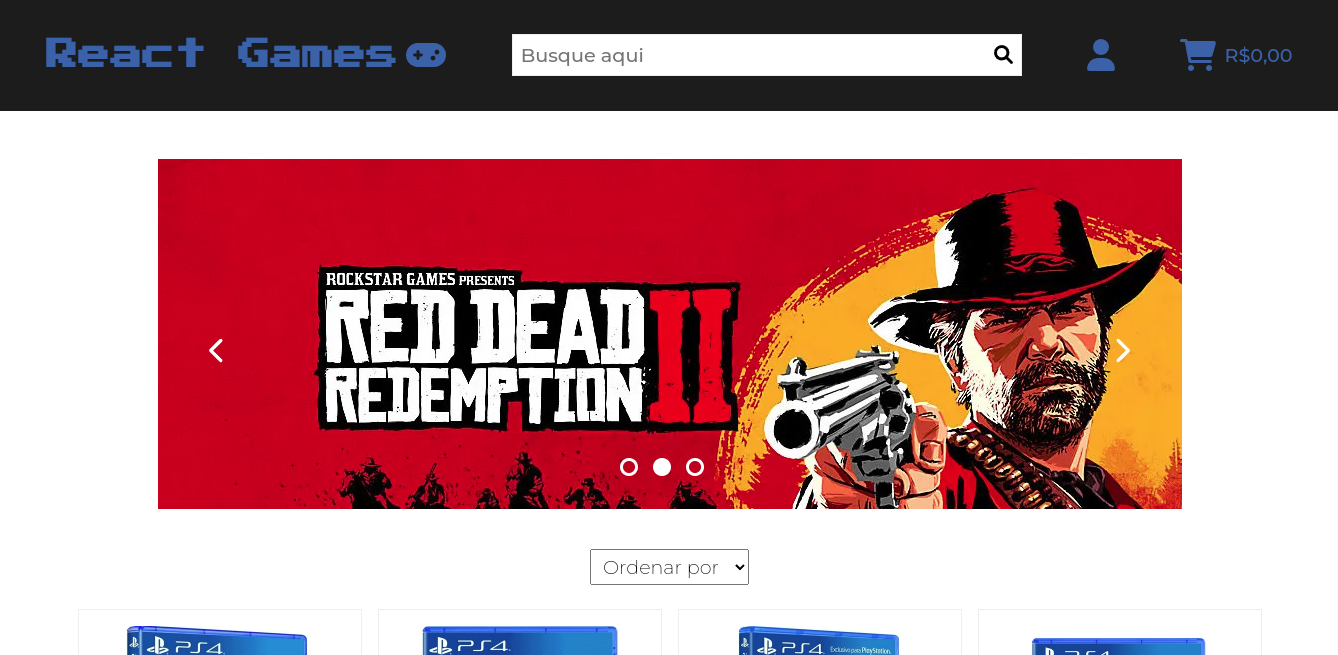 React Games
Busque aqui
R$0,00
ROCKSTAR GAMES PRESENTS
RED DEAD
REDEMPTION II
Ordenar por
PS4
PS4
PS4 Exclusivo para PlayStation.
PS4